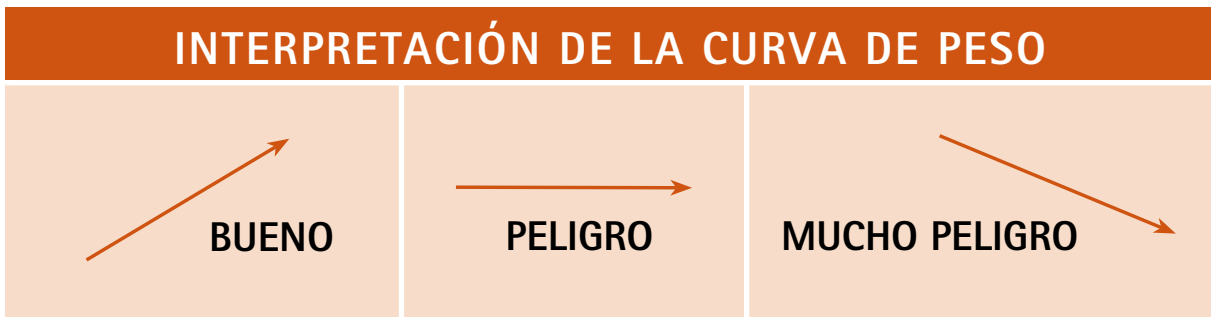 INTERPRETACIÓN DE LA CURVA DE PESO
BUENO
PELIGRO
MUCHO PELIGRO